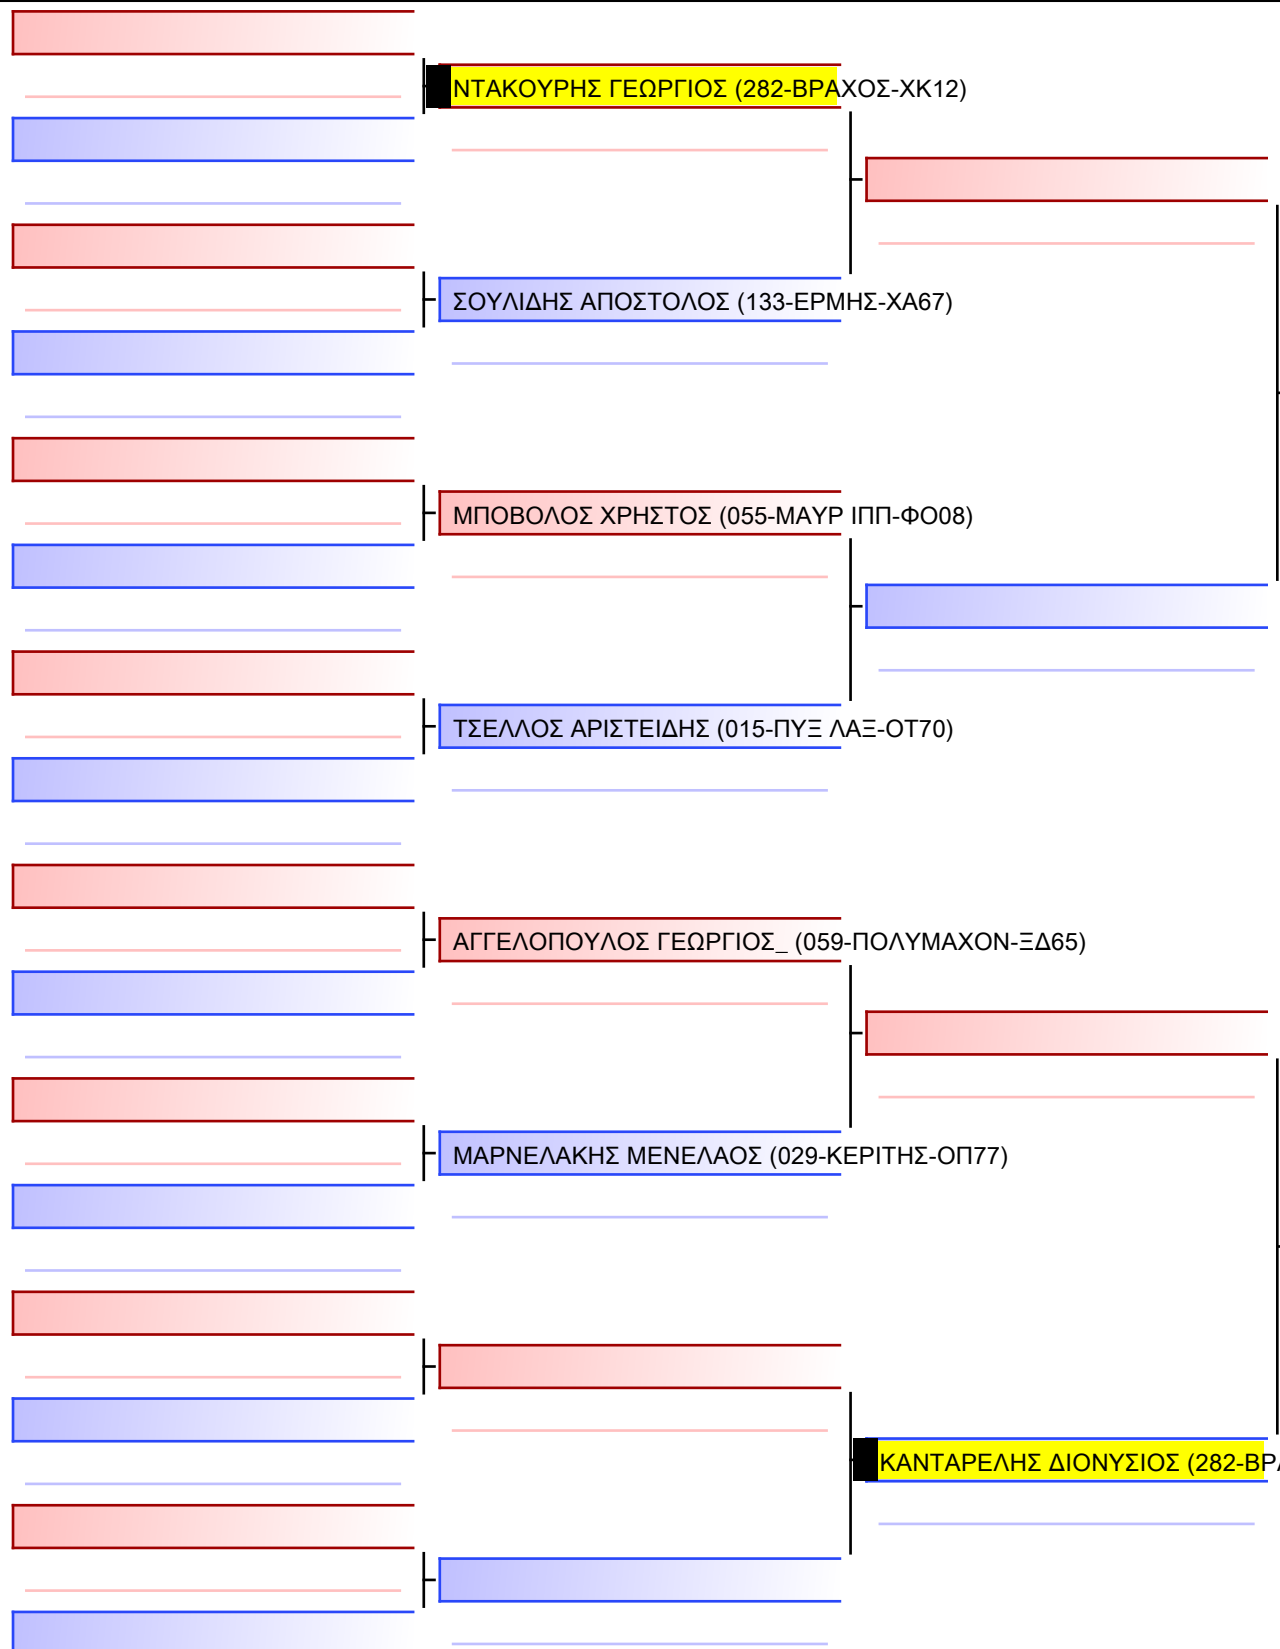 ΝΤΑΚΟΥΡΗΣ ΓΕΩΡΓΙΟΣ (282-ΒΡΑΧΟΣ-ΧΚ12)
ΣΟΥΛΙΔΗΣ ΑΠΟΣΤΟΛΟΣ (133-ΕΡΜΗΣ-ΧΑ67)
ΜΠΟΒΟΛΟΣ ΧΡΗΣΤΟΣ (055-ΜΑΥΡ ΙΠΠ-ΦΟ08)
ΤΣΕΛΛΟΣ ΑΡΙΣΤΕΙΔΗΣ (015-ΠΥΞ ΛΑΞ-ΟΤ70)
ΑΓΓΕΛΟΠΟΥΛΟΣ ΓΕΩΡΓΙΟΣ_ (059-ΠΟΛΥΜΑΧΟΝ-ΞΔ65)
ΜΑΡΝΕΛΑΚΗΣ ΜΕΝΕΛΑΟΣ (029-ΚΕΡΙΤΗΣ-ΟΠ77)
ΚΑΝΤΑΡΕΛΗΣ ΔΙΟΝΥΣΙΟΣ (282-ΒΡΑ